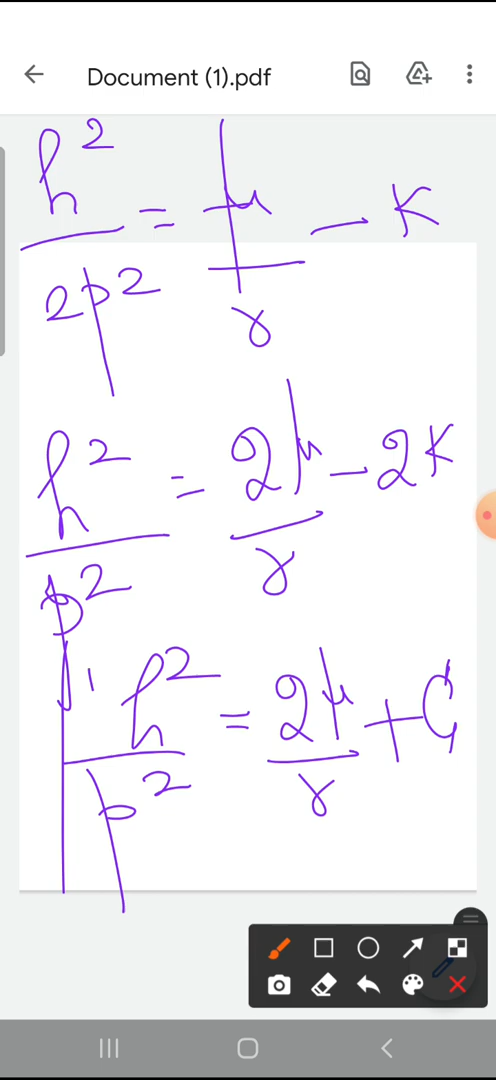 Document (1).pdf
h²/2p² = μ/r - K
h²/p² = 2μ/r - 2K
h²/p² = 2μ/r + C